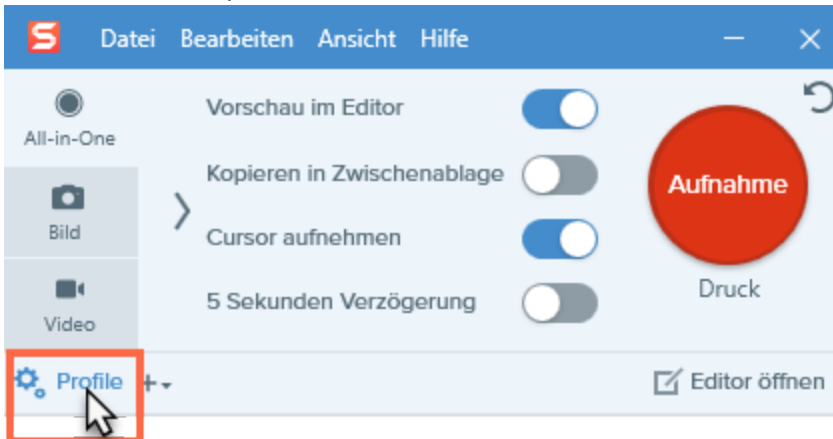 Datei Bearbeiten Ansicht Hilfe
All-in-One
Bild
Video
Vorschau im Editor
Kopieren in Zwischenablage
Cursor aufnehmen
5 Sekunden Verzögerung
Aufnahme
Druck
Profile
Editor öffnen